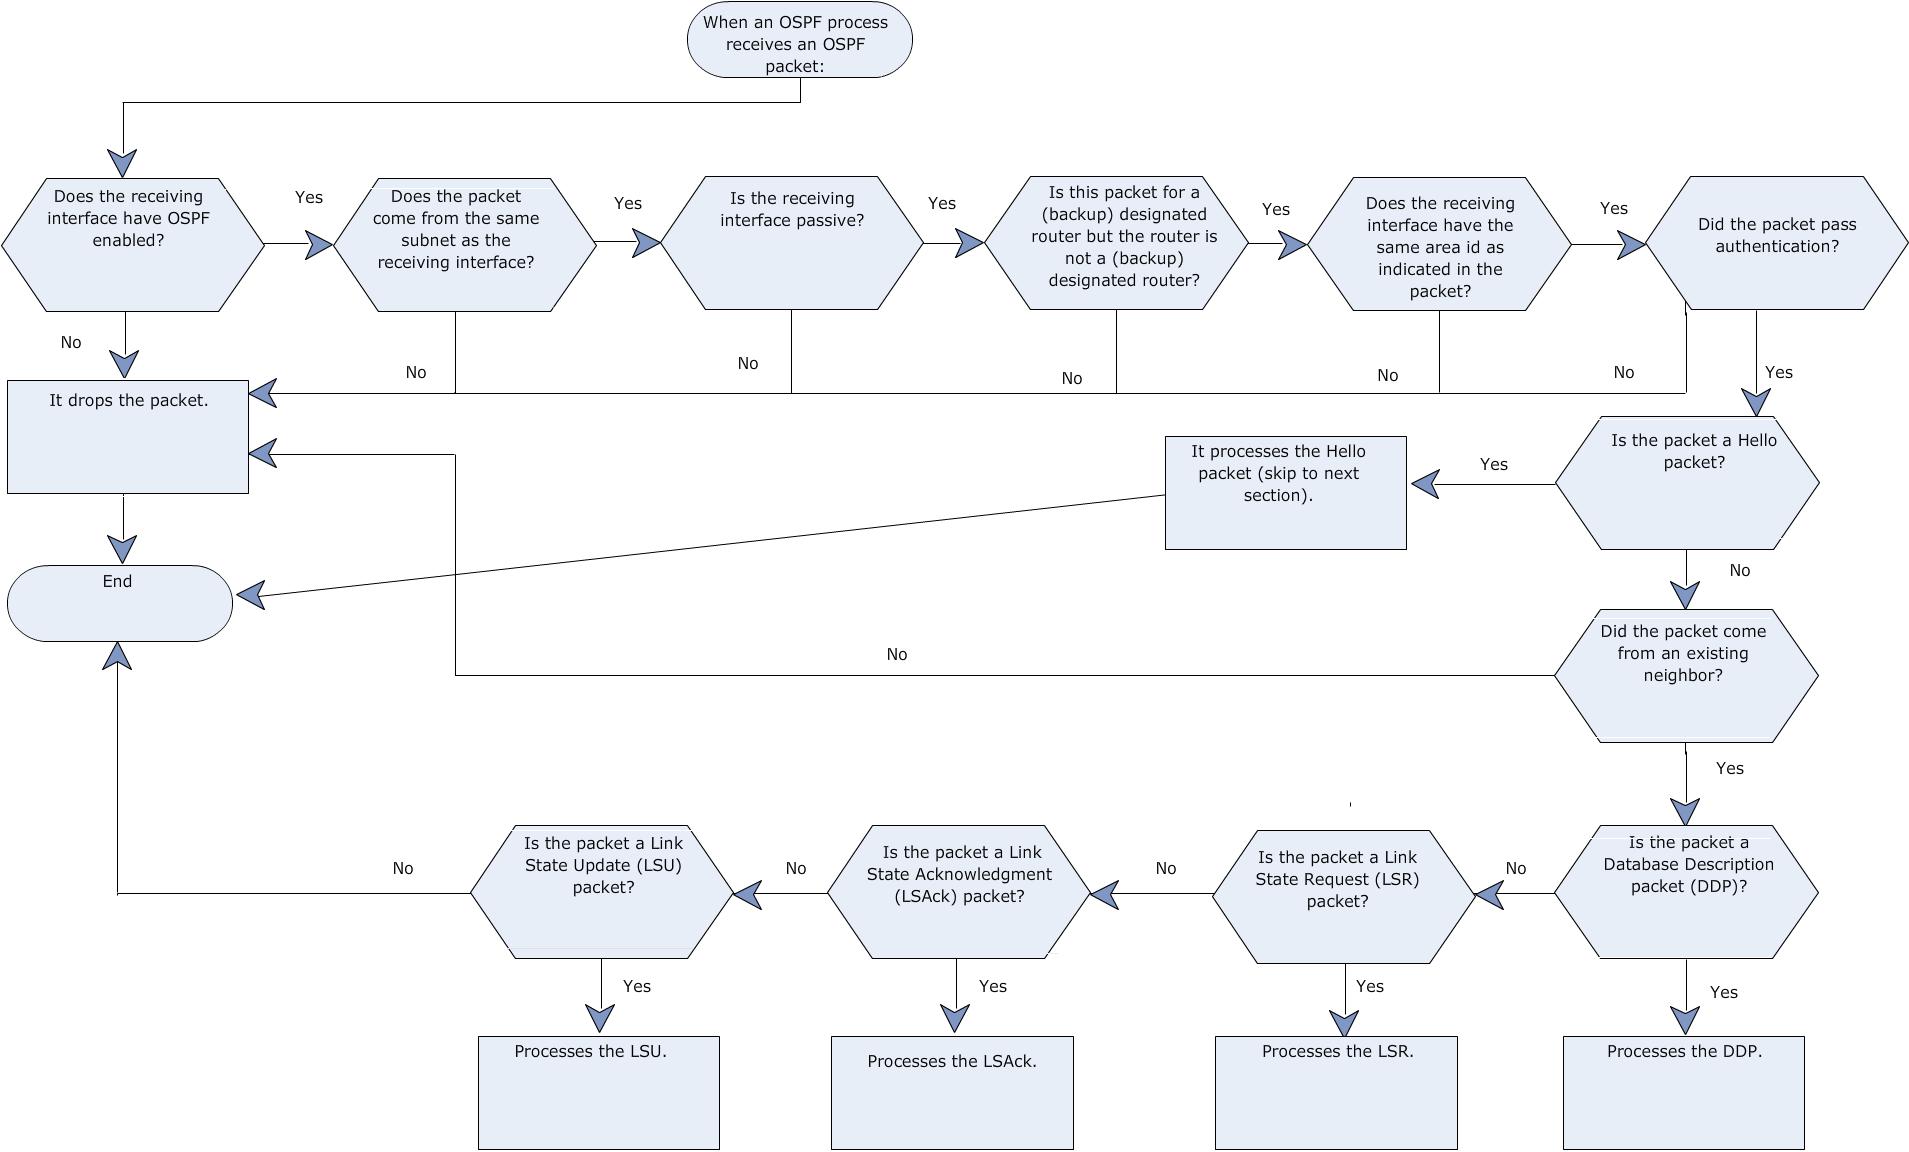 When an OSPF process
receives an OSPF
packet:
Does the receiving
interface have OSPF
enabled?
Yes
Does the packet
come from the same
subnet as the
receiving interface?
Yes
Is the receiving
interface passive?
Yes
Is this packet for a
(backup) designated
router but the router is
not a (backup)
designated router?
Yes
Does the receiving
interface have the
same area id as
indicated in the
packet?
Yes
Did the packet pass
authentication?
No
No
No
No
No
No
Yes
It drops the packet.
It processes the Hello
packet (skip to next
section).
Yes
Is the packet a Hello
packet?
No
End
No
Did the packet come
from an existing
neighbor?
Yes
No
Is the packet a Link
State Update (LSU)
packet?
No
Is the packet a Link
State Acknowledgment
(LSAck) packet?
No
Is the packet a Link
State Request (LSR)
packet?
No
Is the packet a
Database Description
packet (DDP)?
Yes
Yes
Yes
Yes
Processes the LSU.
Processes the LSAck.
Processes the LSR.
Processes the DDP.